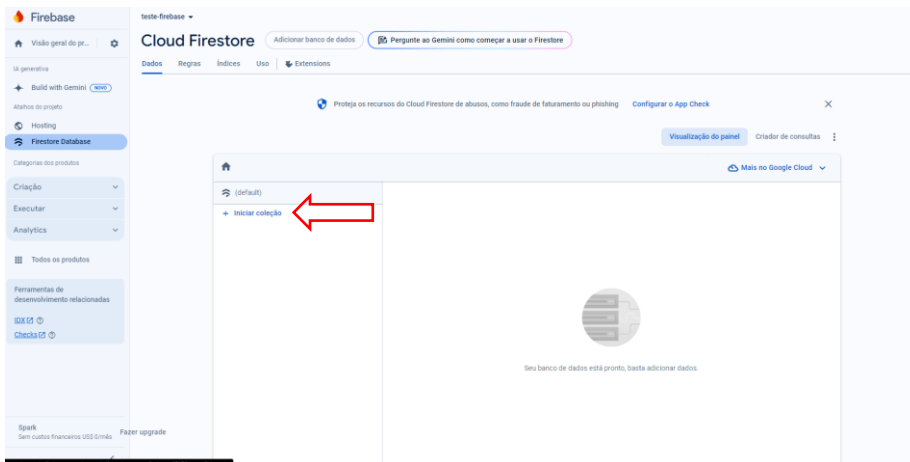 Firebase
teste-firebase
Visão geral do pr...
Cloud Firestore
Adicionar banco de dados
Pergunte ao Gemini como começar a usar o Firestore
Dados Regras Índices Uso Extensions
IA generativa
Build with Gemini NOVO
Atalhos do projeto
Hosting
Firestore Database
Categorias dos produtos
Criação
Executar
Analytics
Todos os produtos
Ferramentas de
desenvolvimento relacionadas
IDX
Checks
Spark
Sem custos financeiros US$ 0/mês
Fazer upgrade
Proteja os recursos do Cloud Firestore de abusos, como fraude de faturamento ou phishing Configurar o App Check
Visualização do painel Criador de consultas
Mais no Google Cloud
(default)
+ Iniciar coleção
Seu banco de dados está pronto, basta adicionar dados.